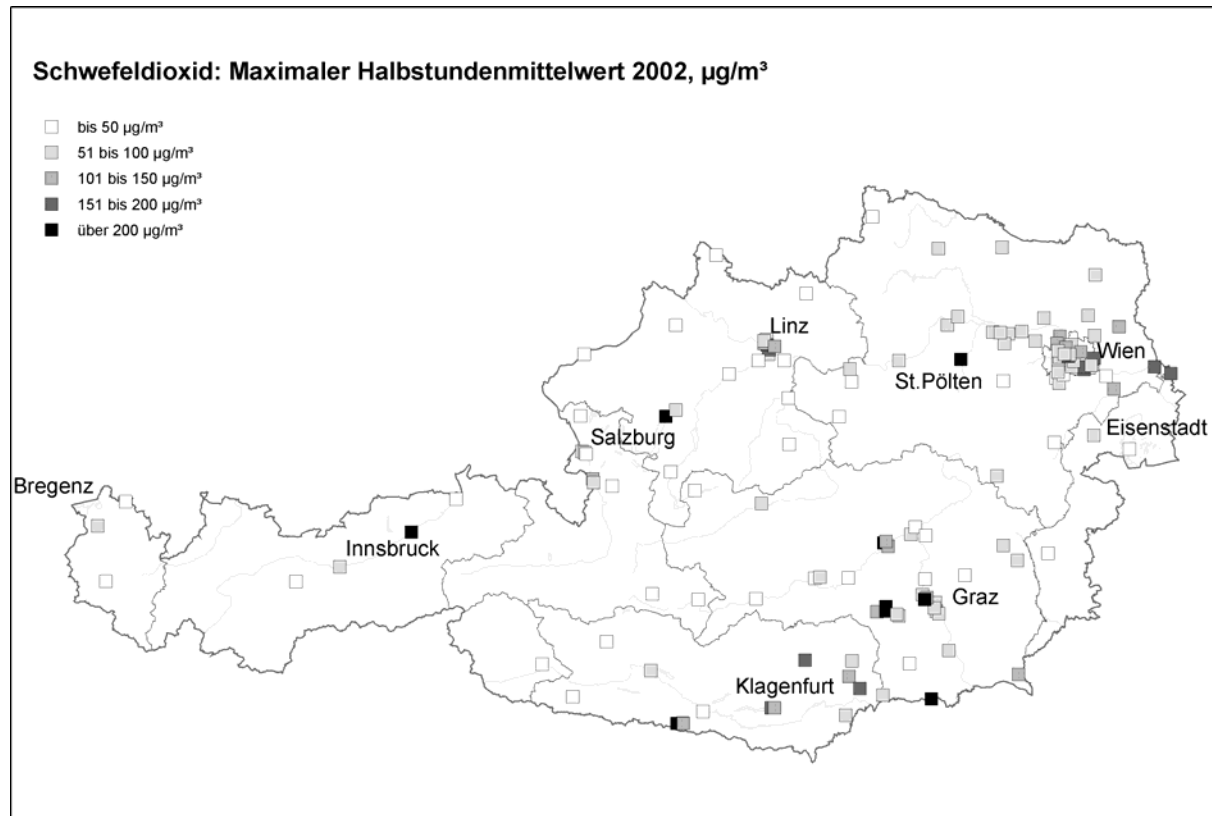 Schwefeldioxid: Maximaler Halbstundenmittelwert 2002, µg/m³
bis 50 µg/m³
51 bis 100 µg/m³
101 bis 150 µg/m³
151 bis 200 µg/m³
über 200 µg/m³
Linz
Wien
St.Pölten
Eisenstadt
Salzburg
Bregenz
Innsbruck
Graz
Klagenfurt